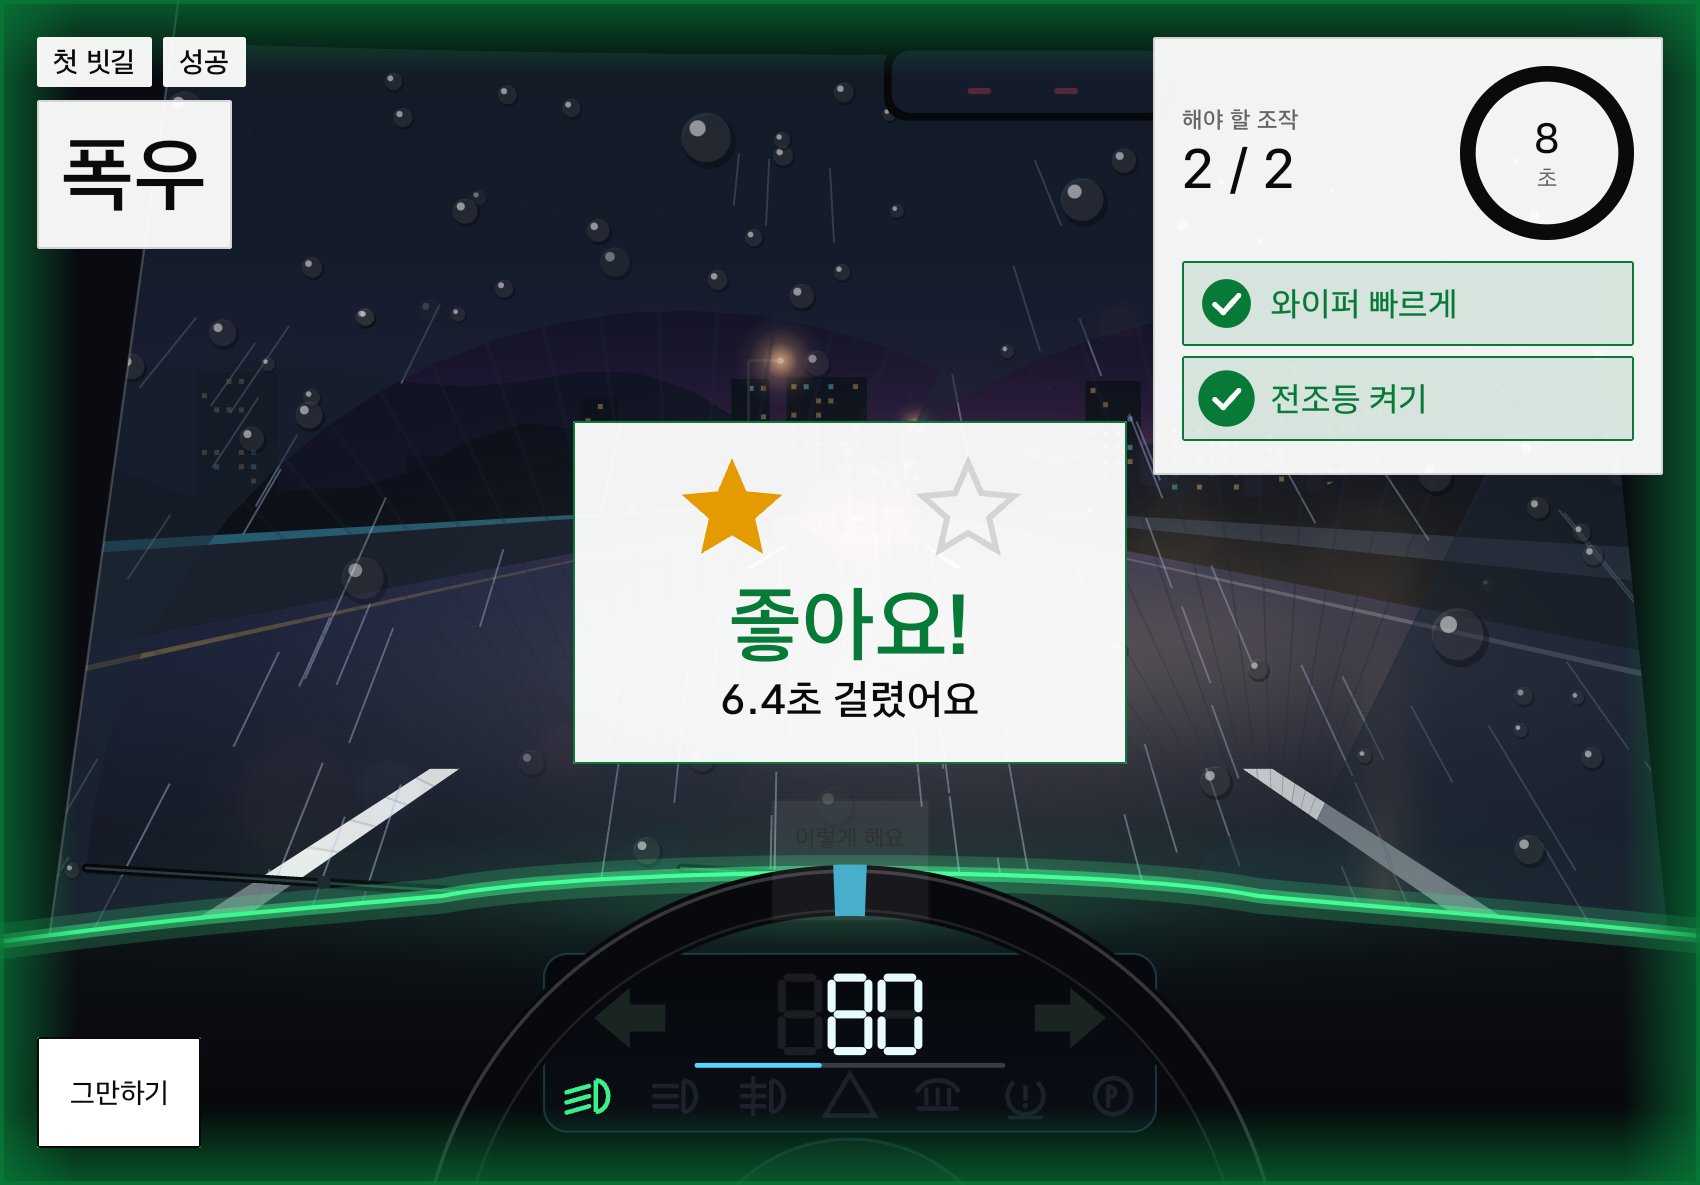 첫 빗길
성공
폭우
해야 할 조작
2 / 2
8
초
와이퍼 빠르게
전조등 켜기
좋아요!
6.4초 걸렸어요
이렇게 해요
80
그만하기